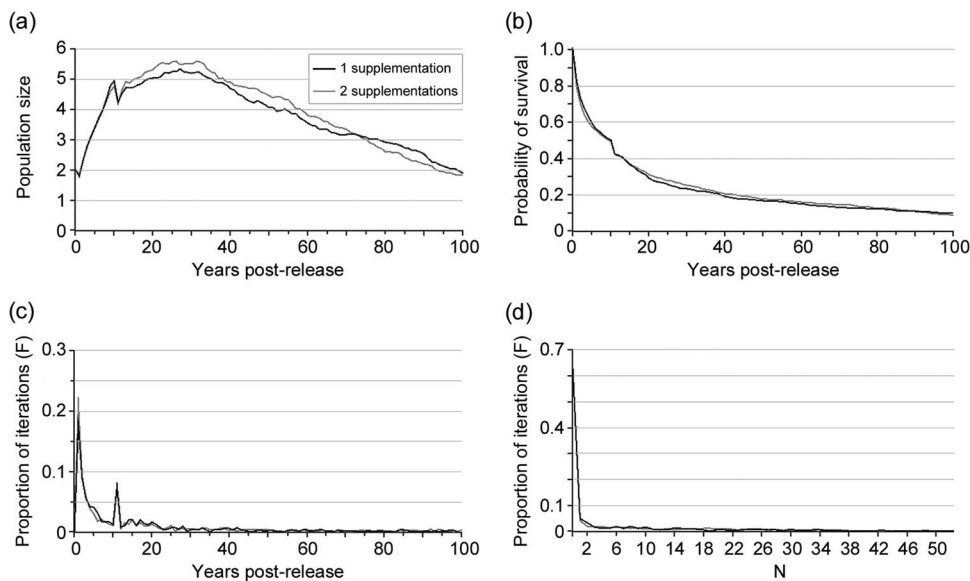 (a)
Population size
6
5
4
3
2
1
0
1 supplementation
2 supplementations
0 20 40 60 80 100
Years post-release
(b)
Probability of survival
1.0
0.8
0.6
0.4
0.2
0
0 20 40 60 80 100
Years post-release
(c)
Proportion of iterations (F)
0.3
0.2
0.1
0
0 20 40 60 80 100
Years post-release
(d)
Proportion of iterations (F)
0.7
0.4
0.1
0
2 6 10 14 18 22 26 30 34 38 42 46 50
N